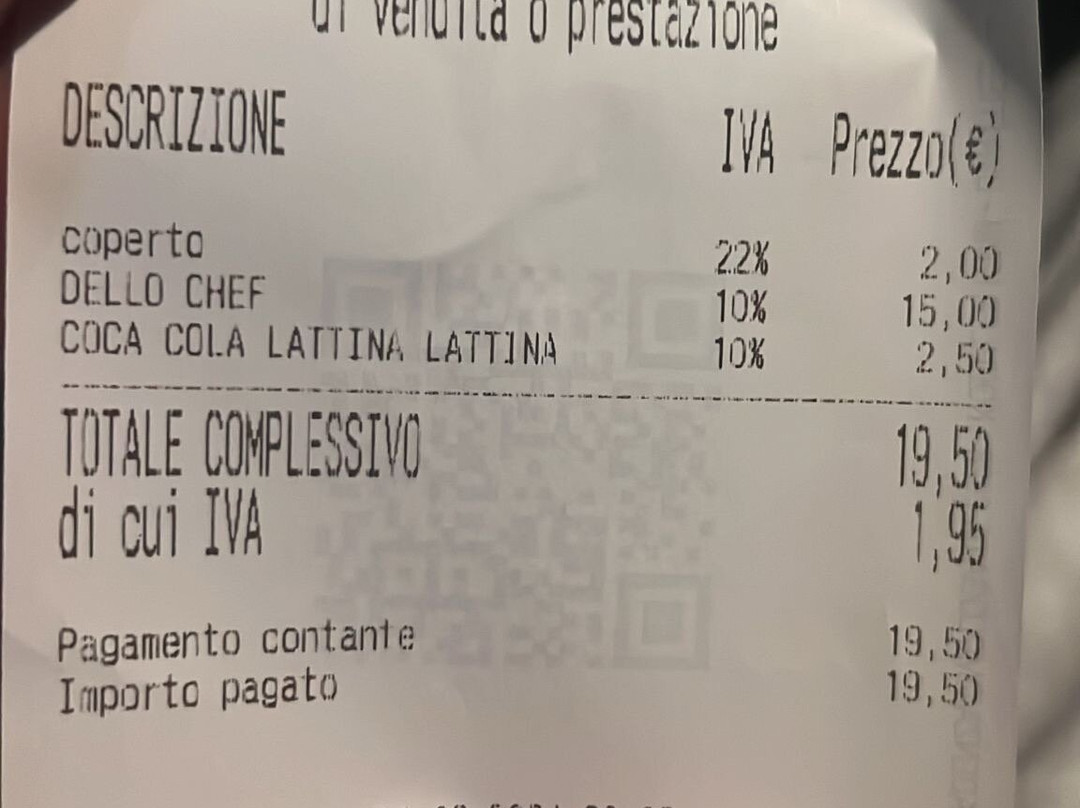 di vendita o prestazione
DESCRIZIONE IVA Prezzo(€)
coperto 22% 2,00
DELLO CHEF 10% 15,00
COCA COLA LATTINA LATTINA 10% 2,50
TOTALE COMPLESSIVO 19,50
di cui IVA 1,95
Pagamento contante 19,50
Importo pagato 19,50